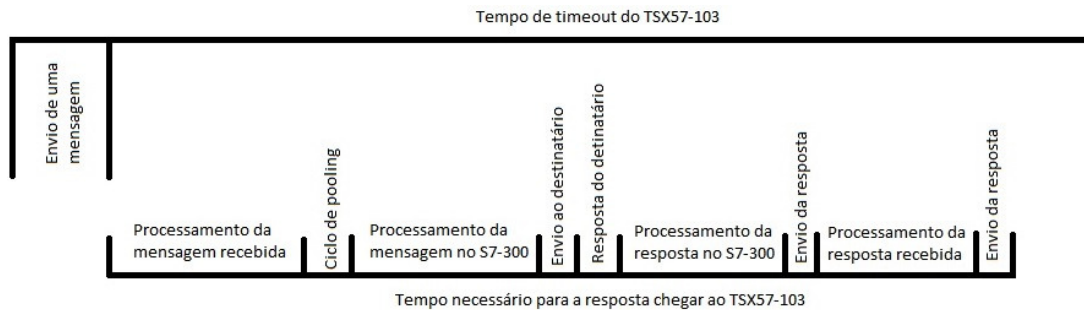 Tempo de timeout do TSX57-103
Envio de uma
mensagem
Processamento da
mensagem recebida
Ciclo de pooling
Processamento da
mensagem no S7-300
Envio ao destinatário
Resposta do detinatário
Processamento da
resposta no S7-300
Envio da resposta
Processamento da
resposta recebida
Envio da resposta
Tempo necessário para a resposta chegar ao TSX57-103